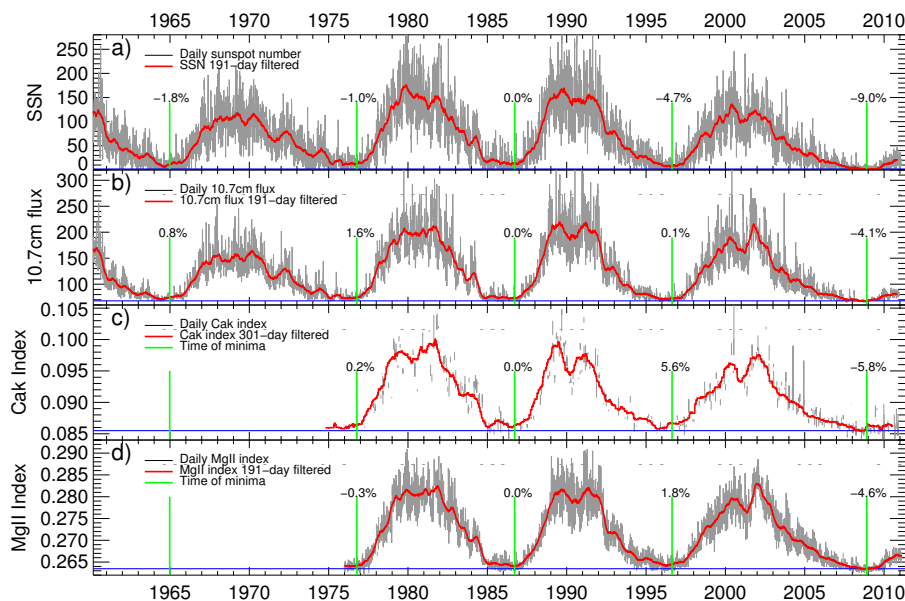 1965 1970 1975 1980 1985 1990 1995 2000 2005 2010
a)
Daily sunspot number
SSN 191-day filtered
−1.8% −1.0% 0.0% −4.7% −9.0%
250
200
150
100
50
0
SSN
b)
Daily 10.7cm flux
10.7cm flux 191-day filtered
0.8% 1.6% 0.0% 0.1% −4.1%
300
250
200
150
100
10.7cm flux
c)
Daily Cak index
Cak index 301-day filtered
Time of minima
0.2% 0.0% 5.6% −5.8%
0.105
0.100
0.095
0.090
0.085
Cak Index
d)
Daily MgII index
MgII index 191-day filtered
Time of minima
−0.3% 0.0% 1.8% −4.6%
0.290
0.285
0.280
0.275
0.270
0.265
MgII Index
1965 1970 1975 1980 1985 1990 1995 2000 2005 2010